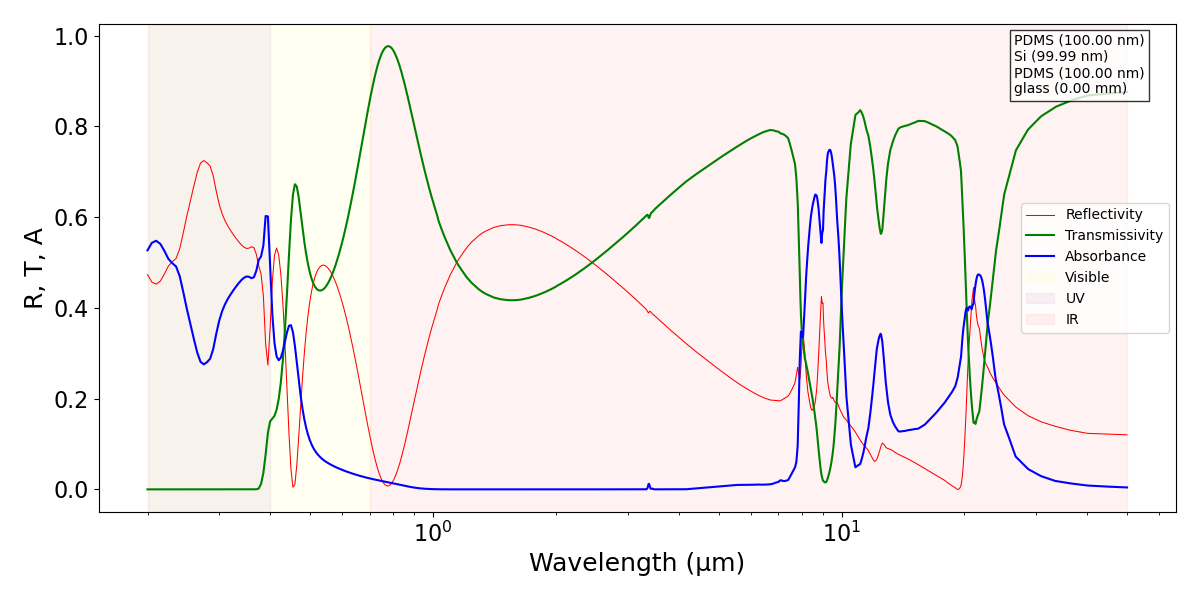 PDMS (100.00 nm)
Si (99.99 nm)
PDMS (100.00 nm)
glass (0.00 mm)
1.0
0.8
0.6
0.4
0.2
0.0
R, T, A
Reflectivity
Transmissivity
Absorbance
Visible
UV
IR
10⁰
10¹
Wavelength (μm)